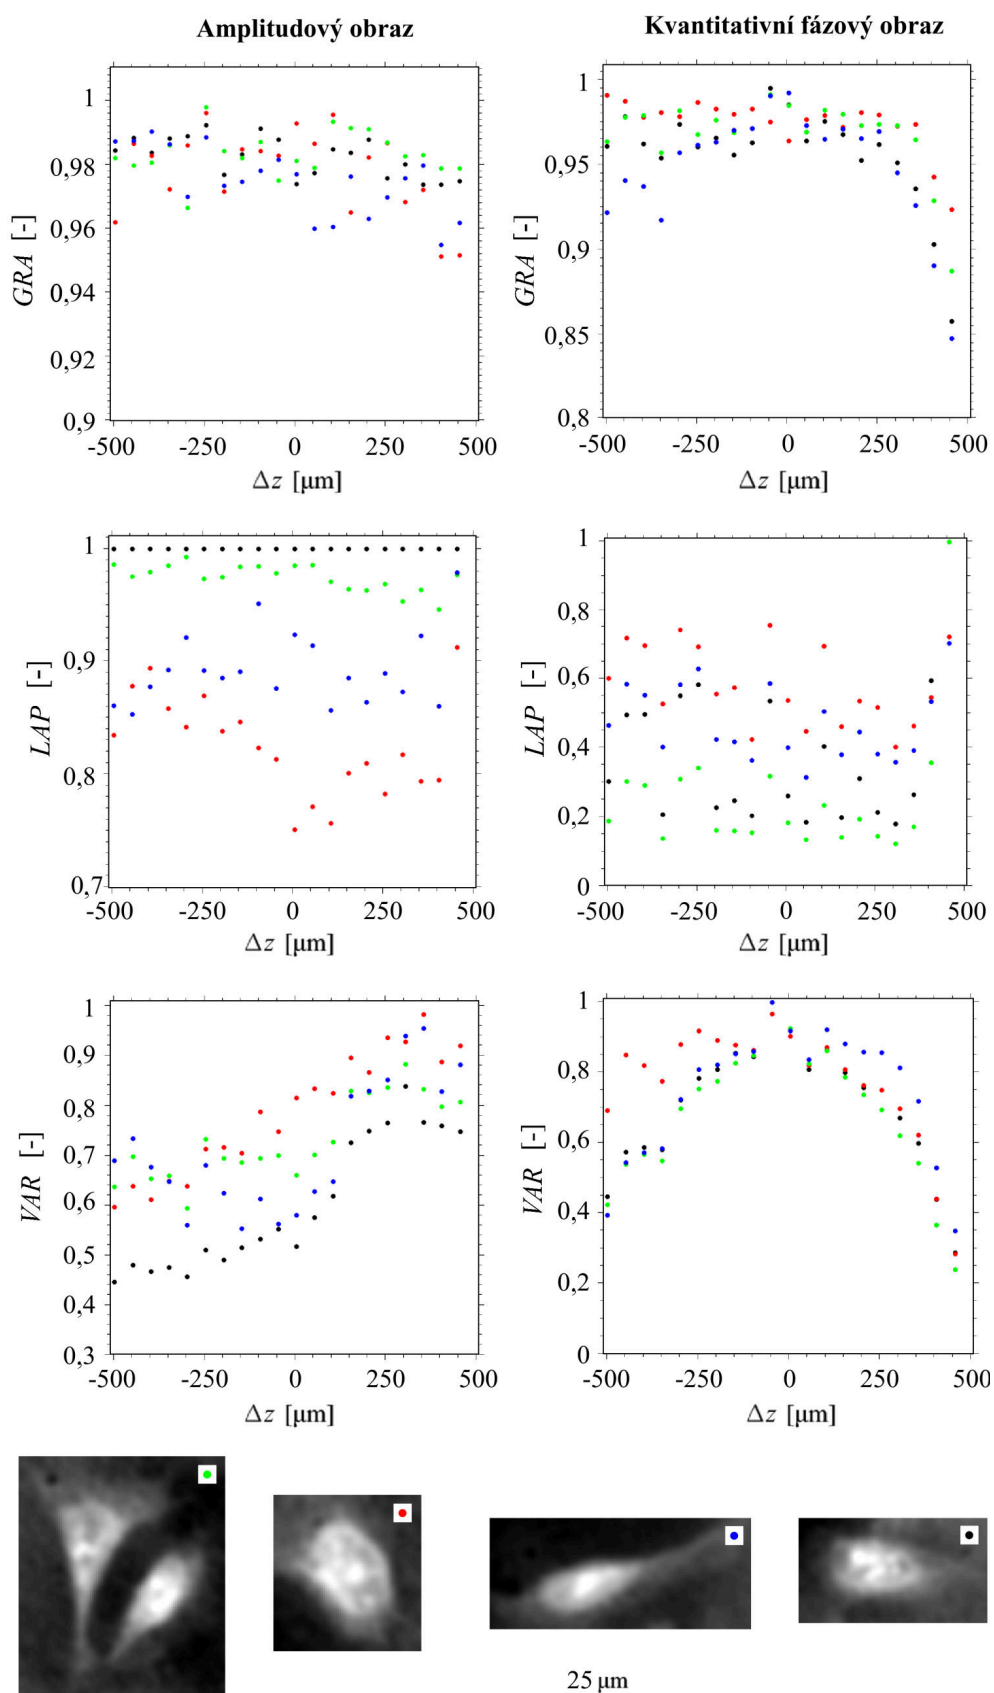 Amplitudový obraz
Kvantitativní fázový obraz
1
0,98
0,96
0,94
0,92
0,9
GRA [-]
-500 -250 0 250 500
Δz [μm]
1
0,95
0,9
0,85
0,8
GRA [-]
-500 -250 0 250 500
Δz [μm]
1
0,9
0,8
0,7
LAP [-]
-500 -250 0 250 500
Δz [μm]
1
0,8
0,6
0,4
0,2
0
LAP [-]
-500 -250 0 250 500
Δz [μm]
1
0,9
0,8
0,7
0,6
0,5
0,4
0,3
VAR [-]
-500 -250 0 250 500
Δz [μm]
1
0,8
0,6
0,4
0,2
0
VAR [-]
-500 -250 0 250 500
Δz [μm]
25 μm